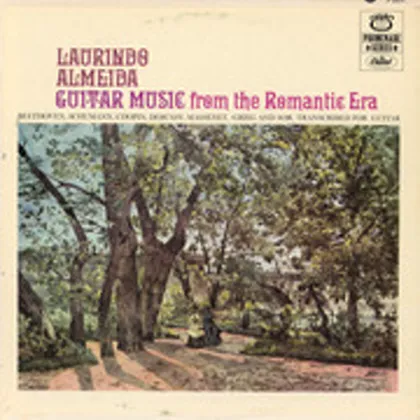 LAURINDO
ALMEIDA
GUITAR MUSIC from the Romantic Era
BEETHOVEN, SCHUMANN, CHOPIN, DEBUSSY, MASSENET, GRIEG AND SOR TRANSCRIBED FOR GUITAR
PROMENADE
SERIES
Capitol